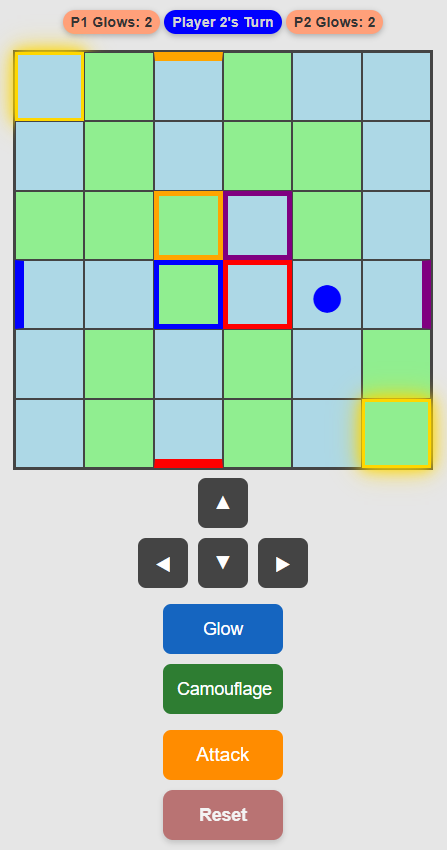 P1 Glows: 2 Player 2's Turn P2 Glows: 2
▲
◀ ▼ ▶
Glow
Camouflage
Attack
Reset